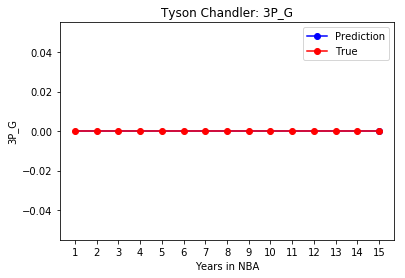 Tyson Chandler: 3P_G
Prediction
True
0.04
0.02
0.00
−0.02
−0.04
3P_G
1 2 3 4 5 6 7 8 9 10 11 12 13 14 15
Years in NBA